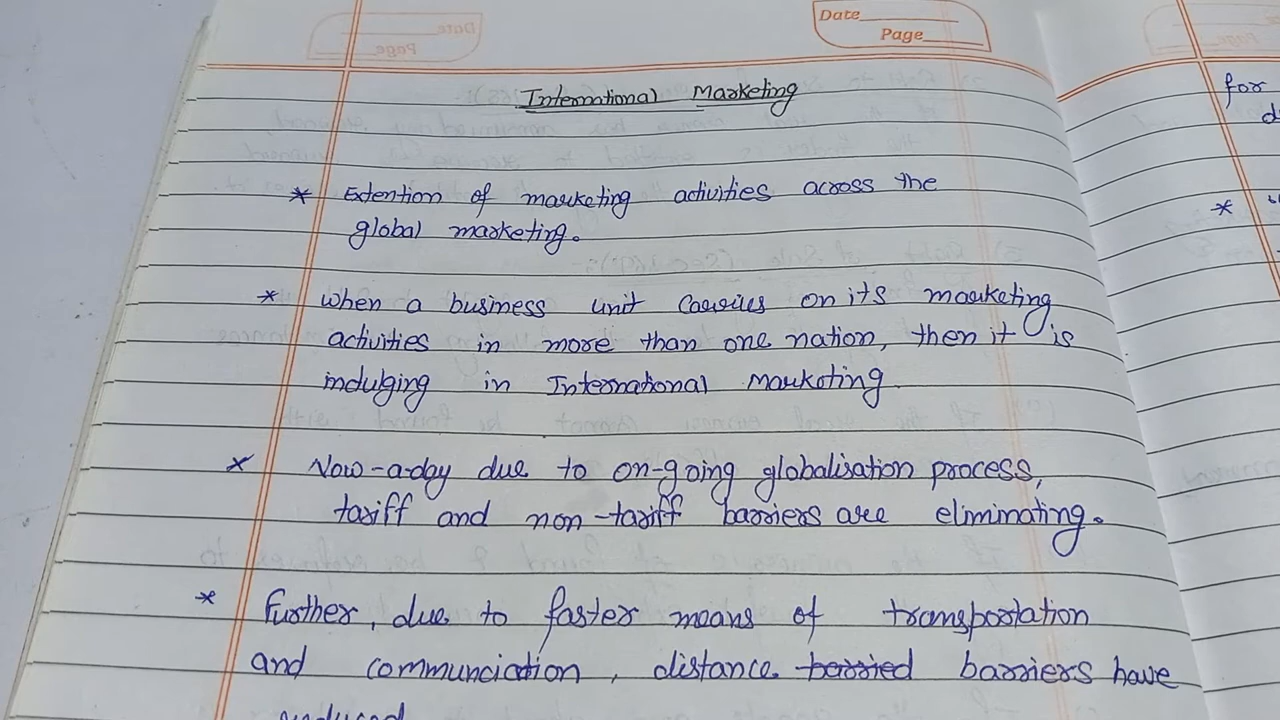 Date
Page
International Marketing
* Extention of marketing activities across the
global marketing.
* When a business unit carries on its marketing
activities in more than one nation, then it is
indulging in International Marketing
* Now-a-day due to on-going globalisation process,
tariff and non-tariff barriers are eliminating.
* Further, due to faster means of transportation
and communciation, distance barried barriers have
reduced
for
*